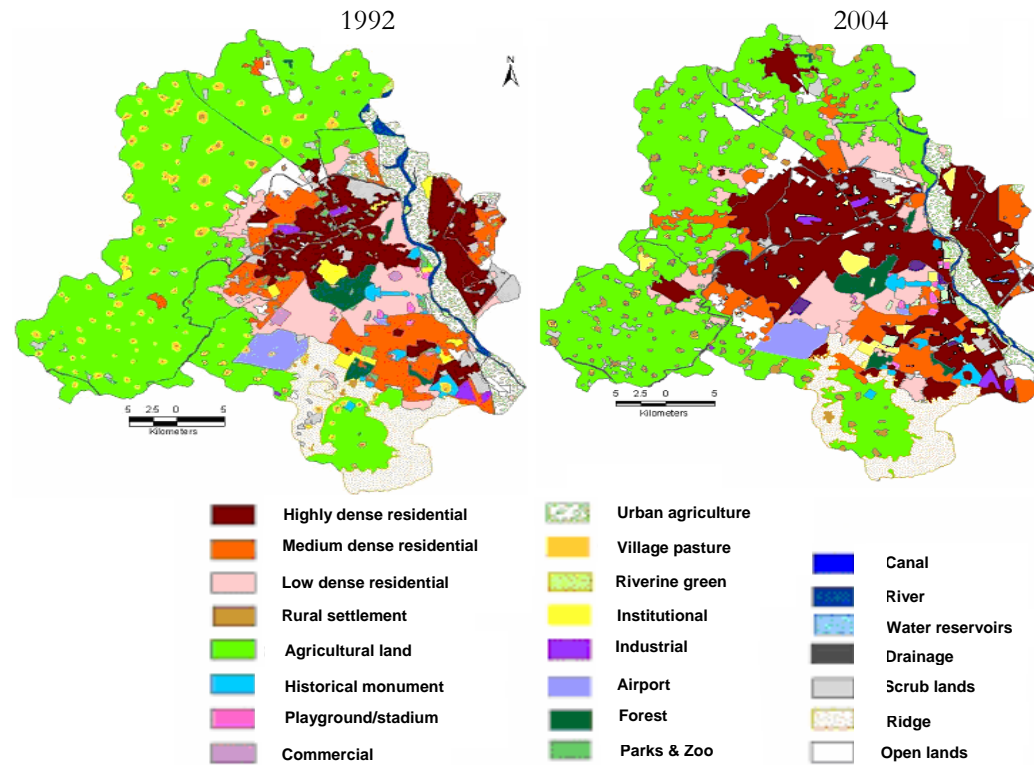 1992
2004
N
5 2.5 0 5
Kilometers
5 2.5 0 5
Kilometers
Highly dense residential
Medium dense residential
Low dense residential
Rural settlement
Agricultural land
Historical monument
Playground/stadium
Commercial
Urban agriculture
Village pasture
Riverine green
Institutional
Industrial
Airport
Forest
Parks & Zoo
Canal
River
Water reservoirs
Drainage
Scrub lands
Ridge
Open lands